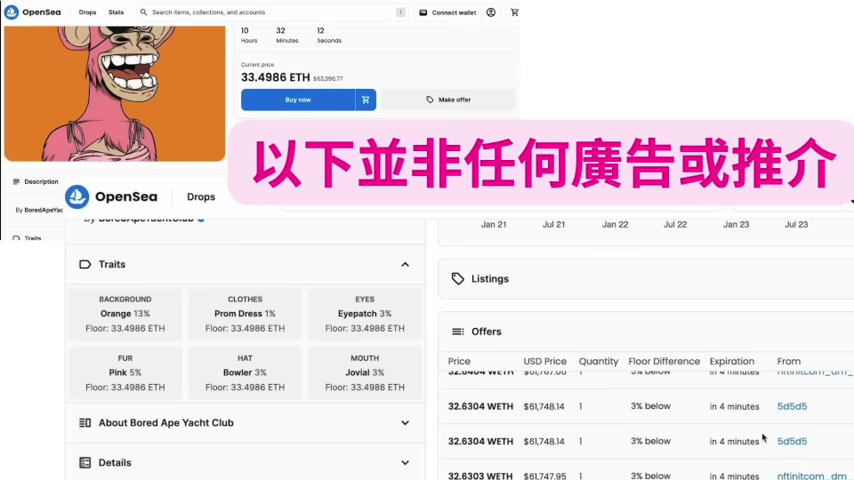 OpenSea
Drops
Stats
Search items, collections, and accounts
/
Connect wallet
10
32
12
Hours
Minutes
Seconds
Current price
33.4986 ETH
Buy now
Make offer
以下並非任何廣告或推介
Description
By BoredApeYac
Traits
OpenSea
Drops
By BoredApeYachtClub
Jan 21
Jul 21
Jan 22
Jul 22
Jan 23
Jul 23
Traits
BACKGROUND
Orange 13%
Floor: 33.4986 ETH
CLOTHES
Prom Dress 1%
Floor: 33.4986 ETH
EYES
Eyepatch 3%
Floor: 33.4986 ETH
FUR
Pink 5%
Floor: 33.4986 ETH
HAT
Bowler 3%
Floor: 33.4986 ETH
MOUTH
Jovial 3%
Floor: 33.4986 ETH
About Bored Ape Yacht Club
Details
Listings
Offers
Price USD Price Quantity Floor Difference Expiration From
32.6304 WETH $61,748.14 1 3% below in 4 minutes 5d5d5
32.6304 WETH $61,748.14 1 3% below in 4 minutes 5d5d5
32.6303 WETH $61,747.95 1 3% below in 4 minutes nftinitcom_dm_